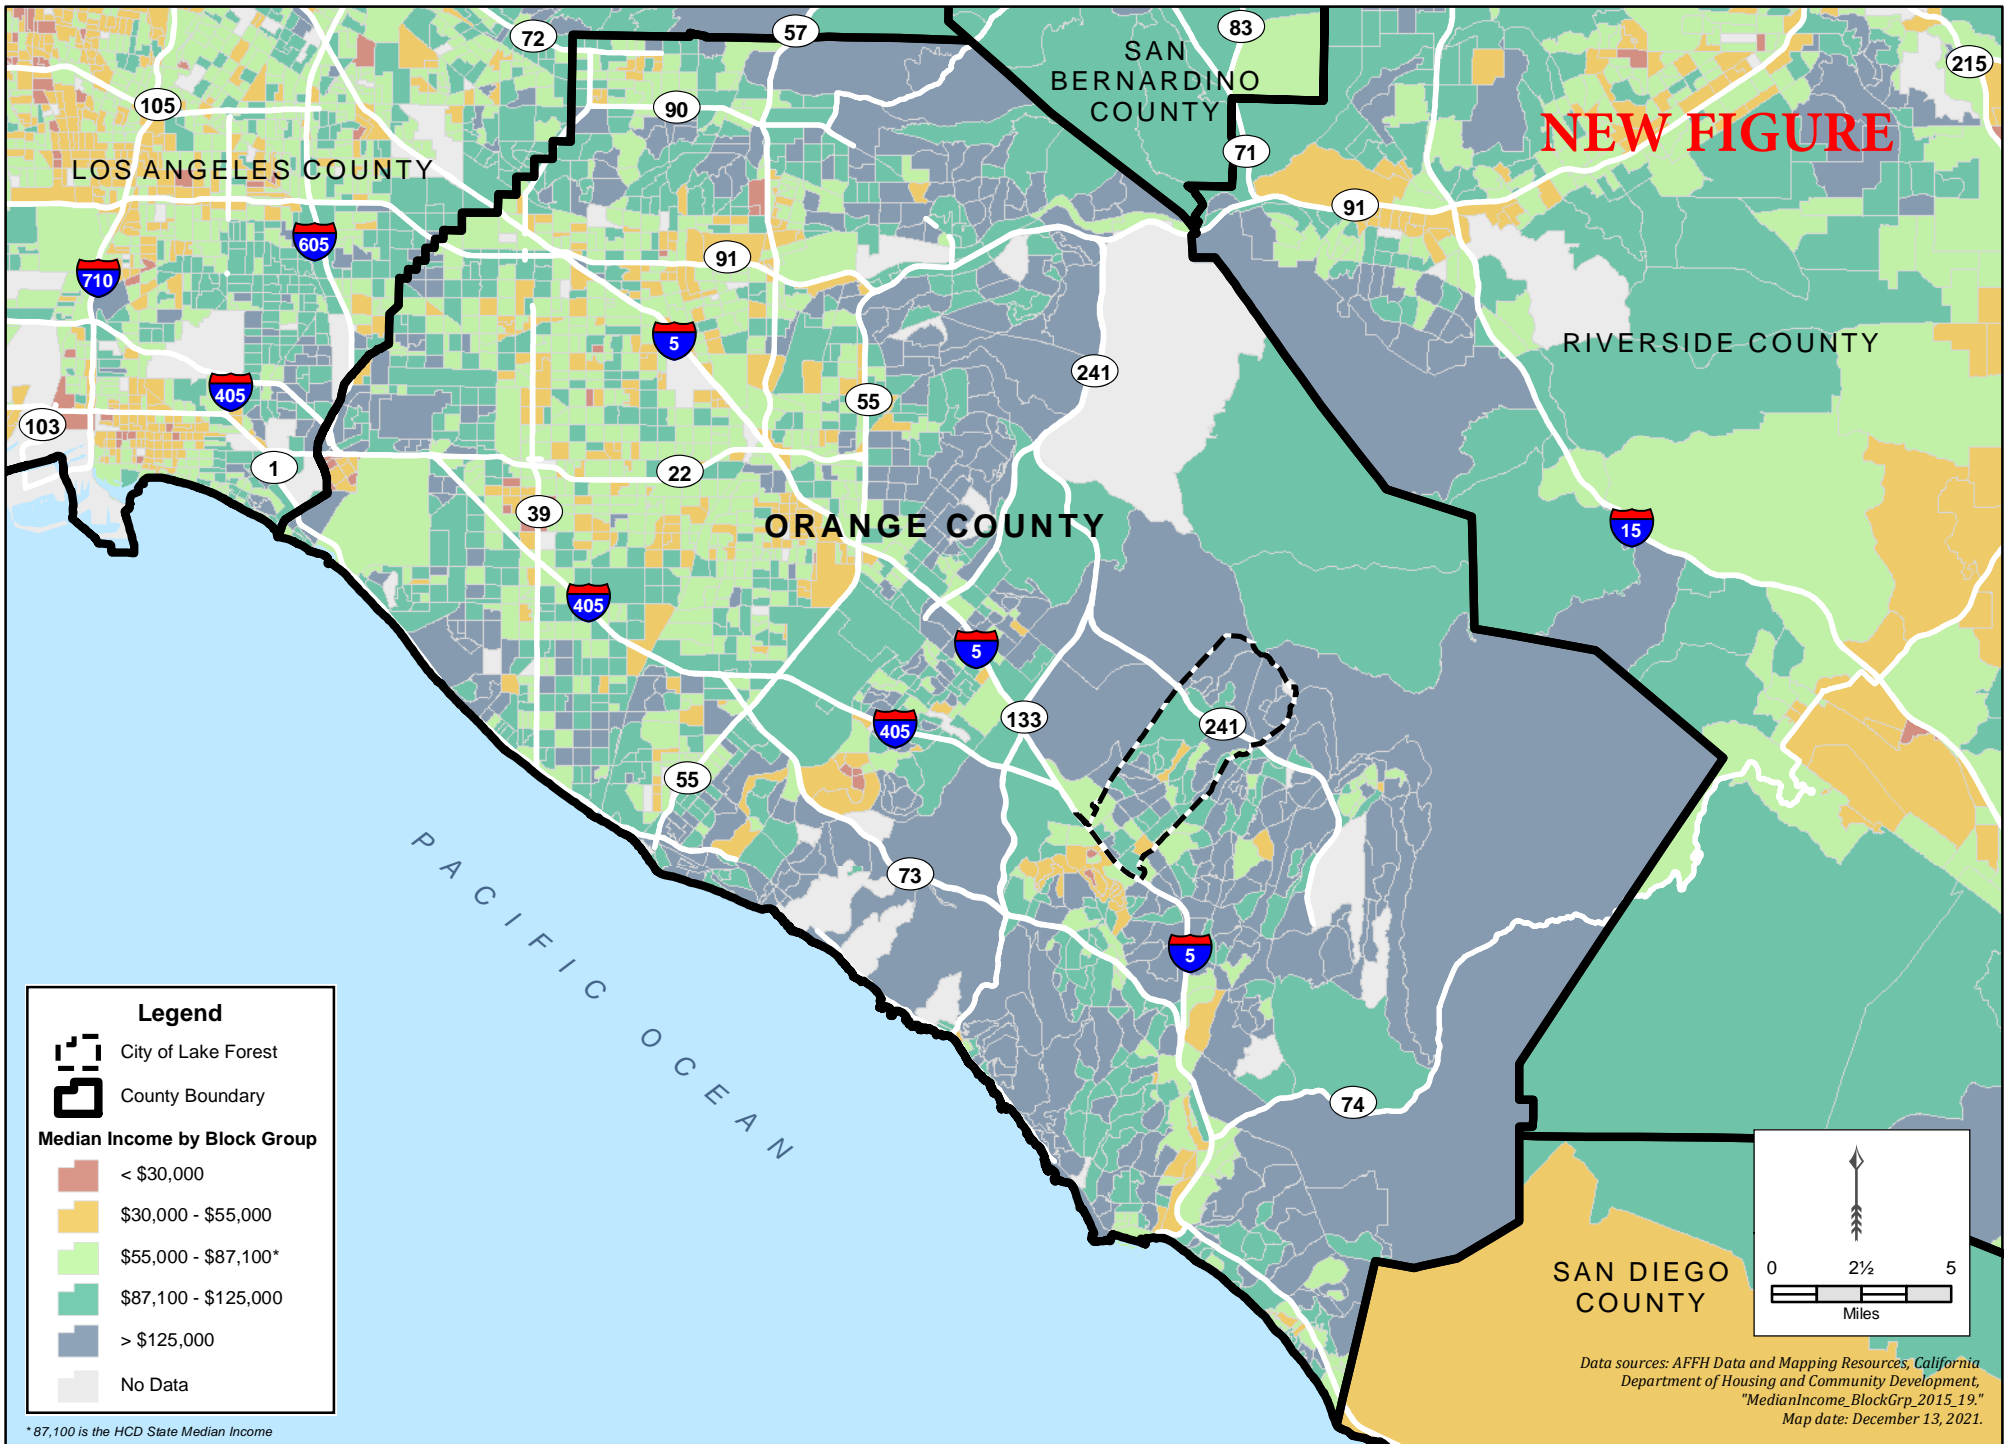 72
57
83
215
SAN
BERNARDINO
COUNTY
105
90
NEW FIGURE
LOS ANGELES COUNTY
71
91
605
91
710
5
RIVERSIDE COUNTY
241
405
55
103
1
22
39
ORANGE COUNTY
15
405
5
133
405
241
55
73
PACIFIC OCEAN
5
74
SAN DIEGO
COUNTY
Legend
City of Lake Forest
County Boundary
Median Income by Block Group
< $30,000
$30,000 - $55,000
$55,000 - $87,100*
$87,100 - $125,000
> $125,000
No Data
* 87,100 is the HCD State Median Income
0 2½ 5
Miles
Data sources: AFFH Data and Mapping Resources, California
Department of Housing and Community Development,
"MedianIncome_BlockGrp_2015_19."
Map date: December 13, 2021.